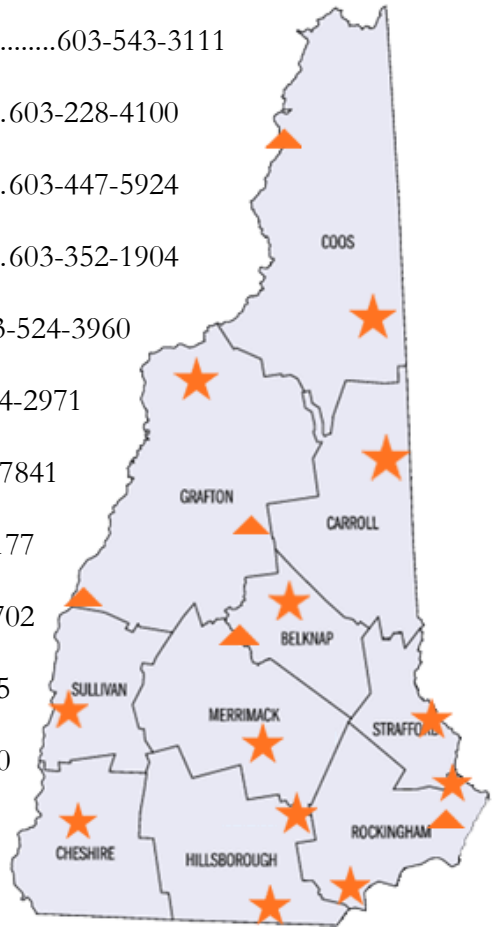 ........603-543-3111
.603-228-4100
.603-447-5924
.603-352-1904
3-524-3960
4-2971
7841
177
702
5
0
COOS
GRAFTON
CARROLL
BELKNAP
SULLIVAN
MERRIMACK
STRAFFORD
ROCKINGHAM
CHESHIRE
HILLSBOROUGH